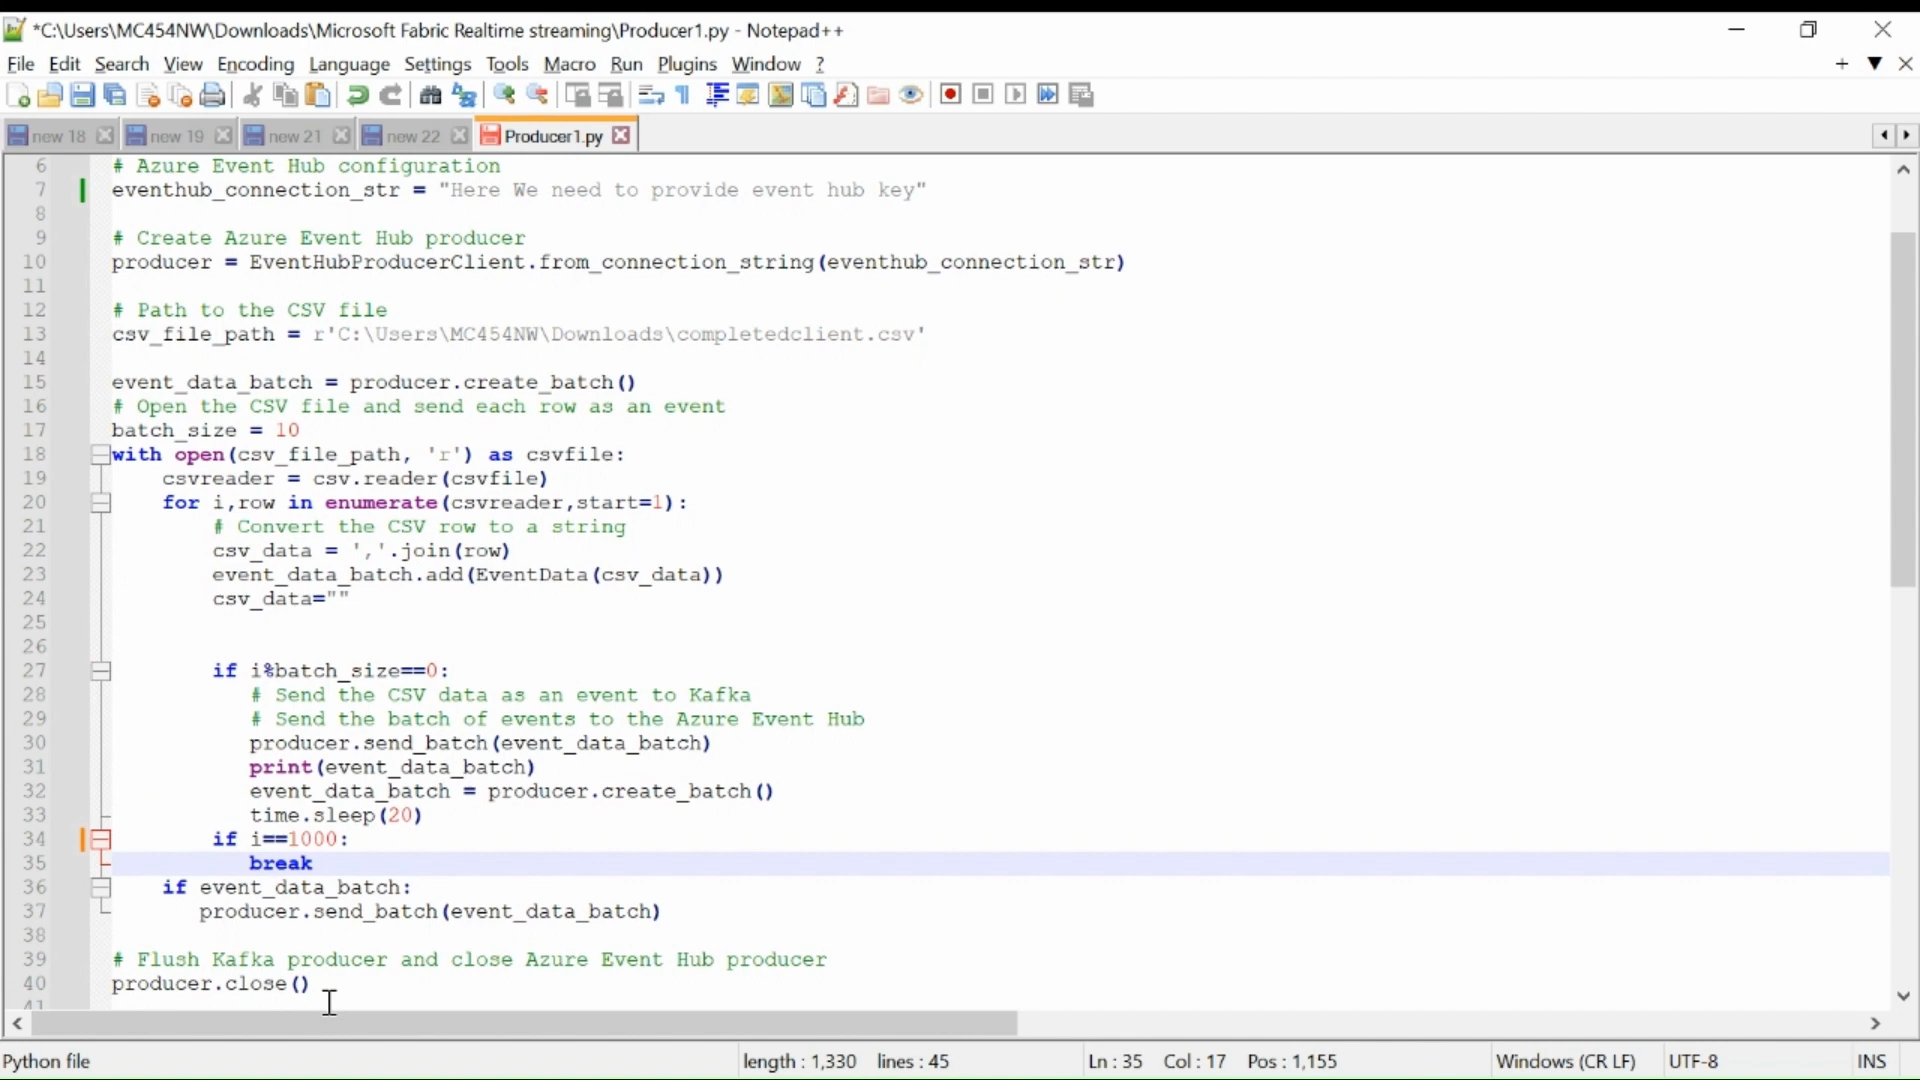 *C:\Users\MC454NW\Downloads\Microsoft Fabric Realtime streaming\Producer1.py - Notepad++
File Edit Search View Encoding Language Settings Tools Macro Run Plugins Window ?
new 18 new 19 new 21 new 22 Producer1.py
6 # Azure Event Hub configuration
7 eventhub_connection_str = "Here We need to provide event hub key"
8
9 # Create Azure Event Hub producer
10 producer = EventHubProducerClient.from_connection_string(eventhub_connection_str)
11
12 # Path to the CSV file
13 csv_file_path = r'C:\Users\MC454NW\Downloads\completedclient.csv'
14
15 event_data_batch = producer.create_batch()
16 # Open the CSV file and send each row as an event
17 batch_size = 10
18 with open(csv_file_path, 'r') as csvfile:
19 csvreader = csv.reader(csvfile)
20 for i,row in enumerate(csvreader,start=1):
21 # Convert the CSV row to a string
22 csv_data = ','.join(row)
23 event_data_batch.add(EventData(csv_data))
24 csv_data=""
25
26
27 if i%batch_size==0:
28 # Send the CSV data as an event to Kafka
29 # Send the batch of events to the Azure Event Hub
30 producer.send_batch(event_data_batch)
31 print(event_data_batch)
32 event_data_batch = producer.create_batch()
33 time.sleep(20)
34 if i==1000:
35 break
36 if event_data_batch:
37 producer.send_batch(event_data_batch)
38
39 # Flush Kafka producer and close Azure Event Hub producer
40 producer.close()
41
Python file length : 1,330 lines : 45 Ln : 35 Col : 17 Pos : 1,155 Windows (CR LF) UTF-8 INS